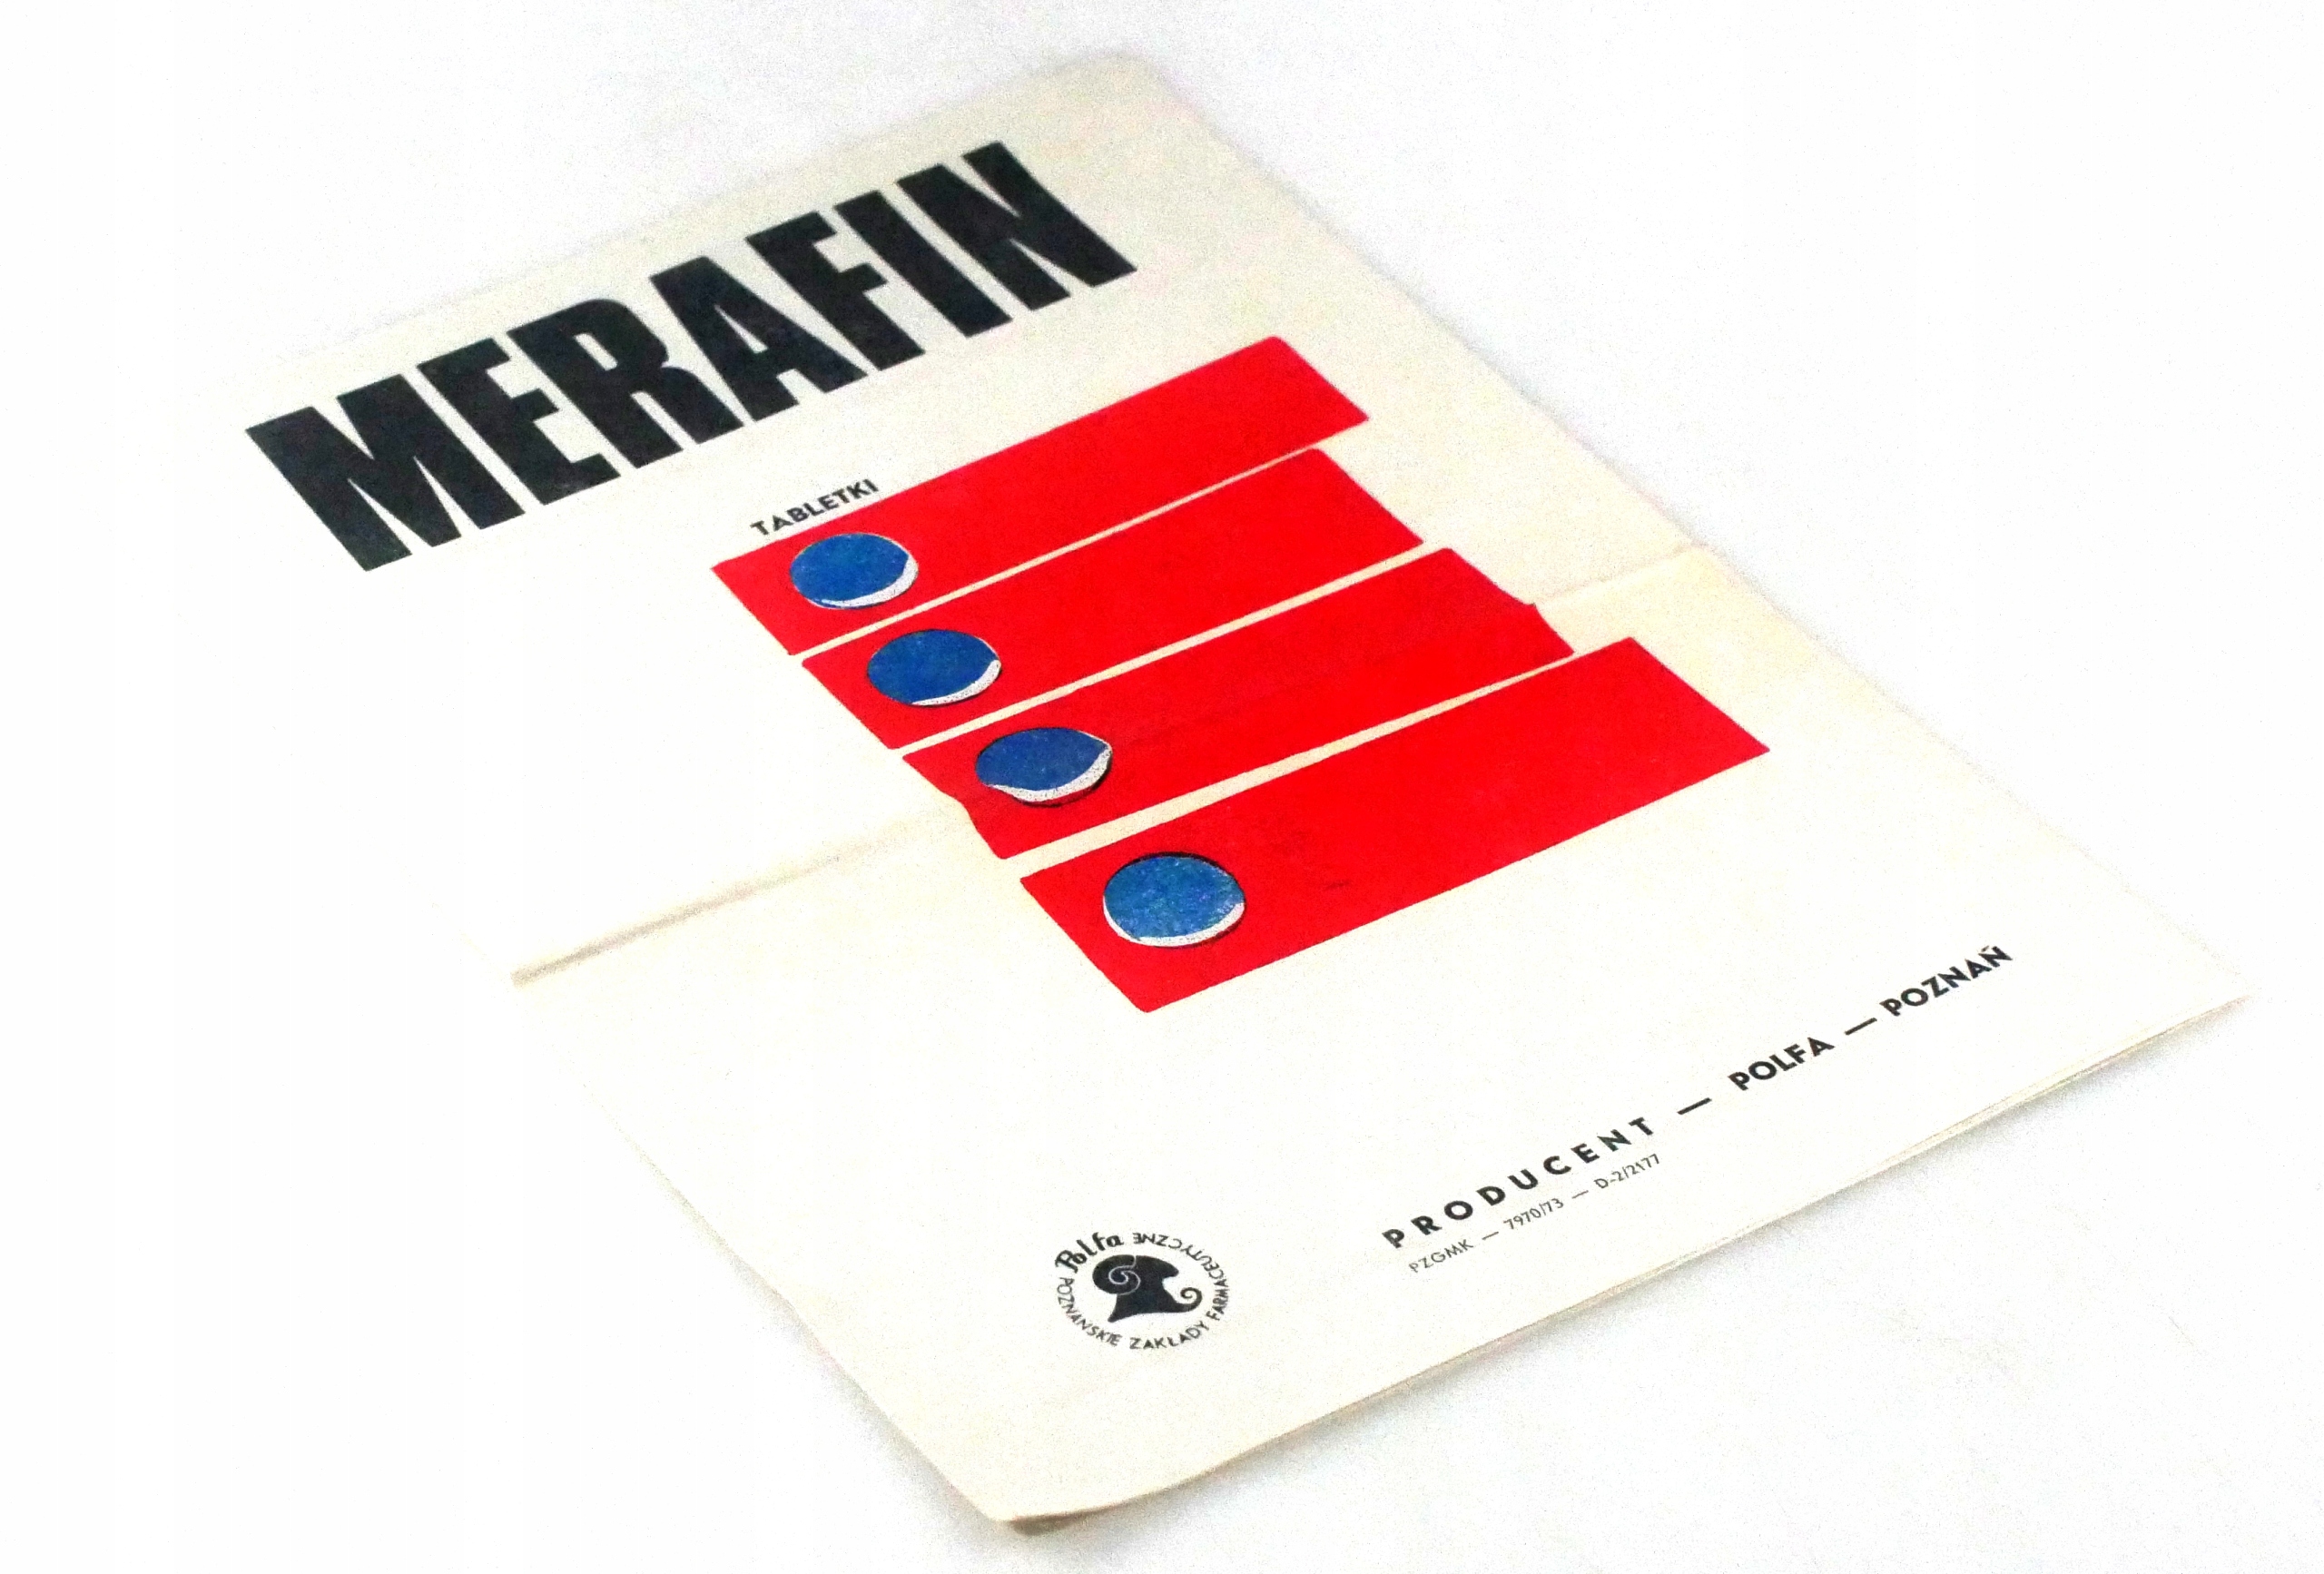 MERAFIN
TABLETKI
PRODUCENT — POLFA — POZNAŃ
PZGMK — 7970/73 — D-2/2177
Polfa
POZNAŃSKIE ZAKŁADY FARMACEUTYCZNE